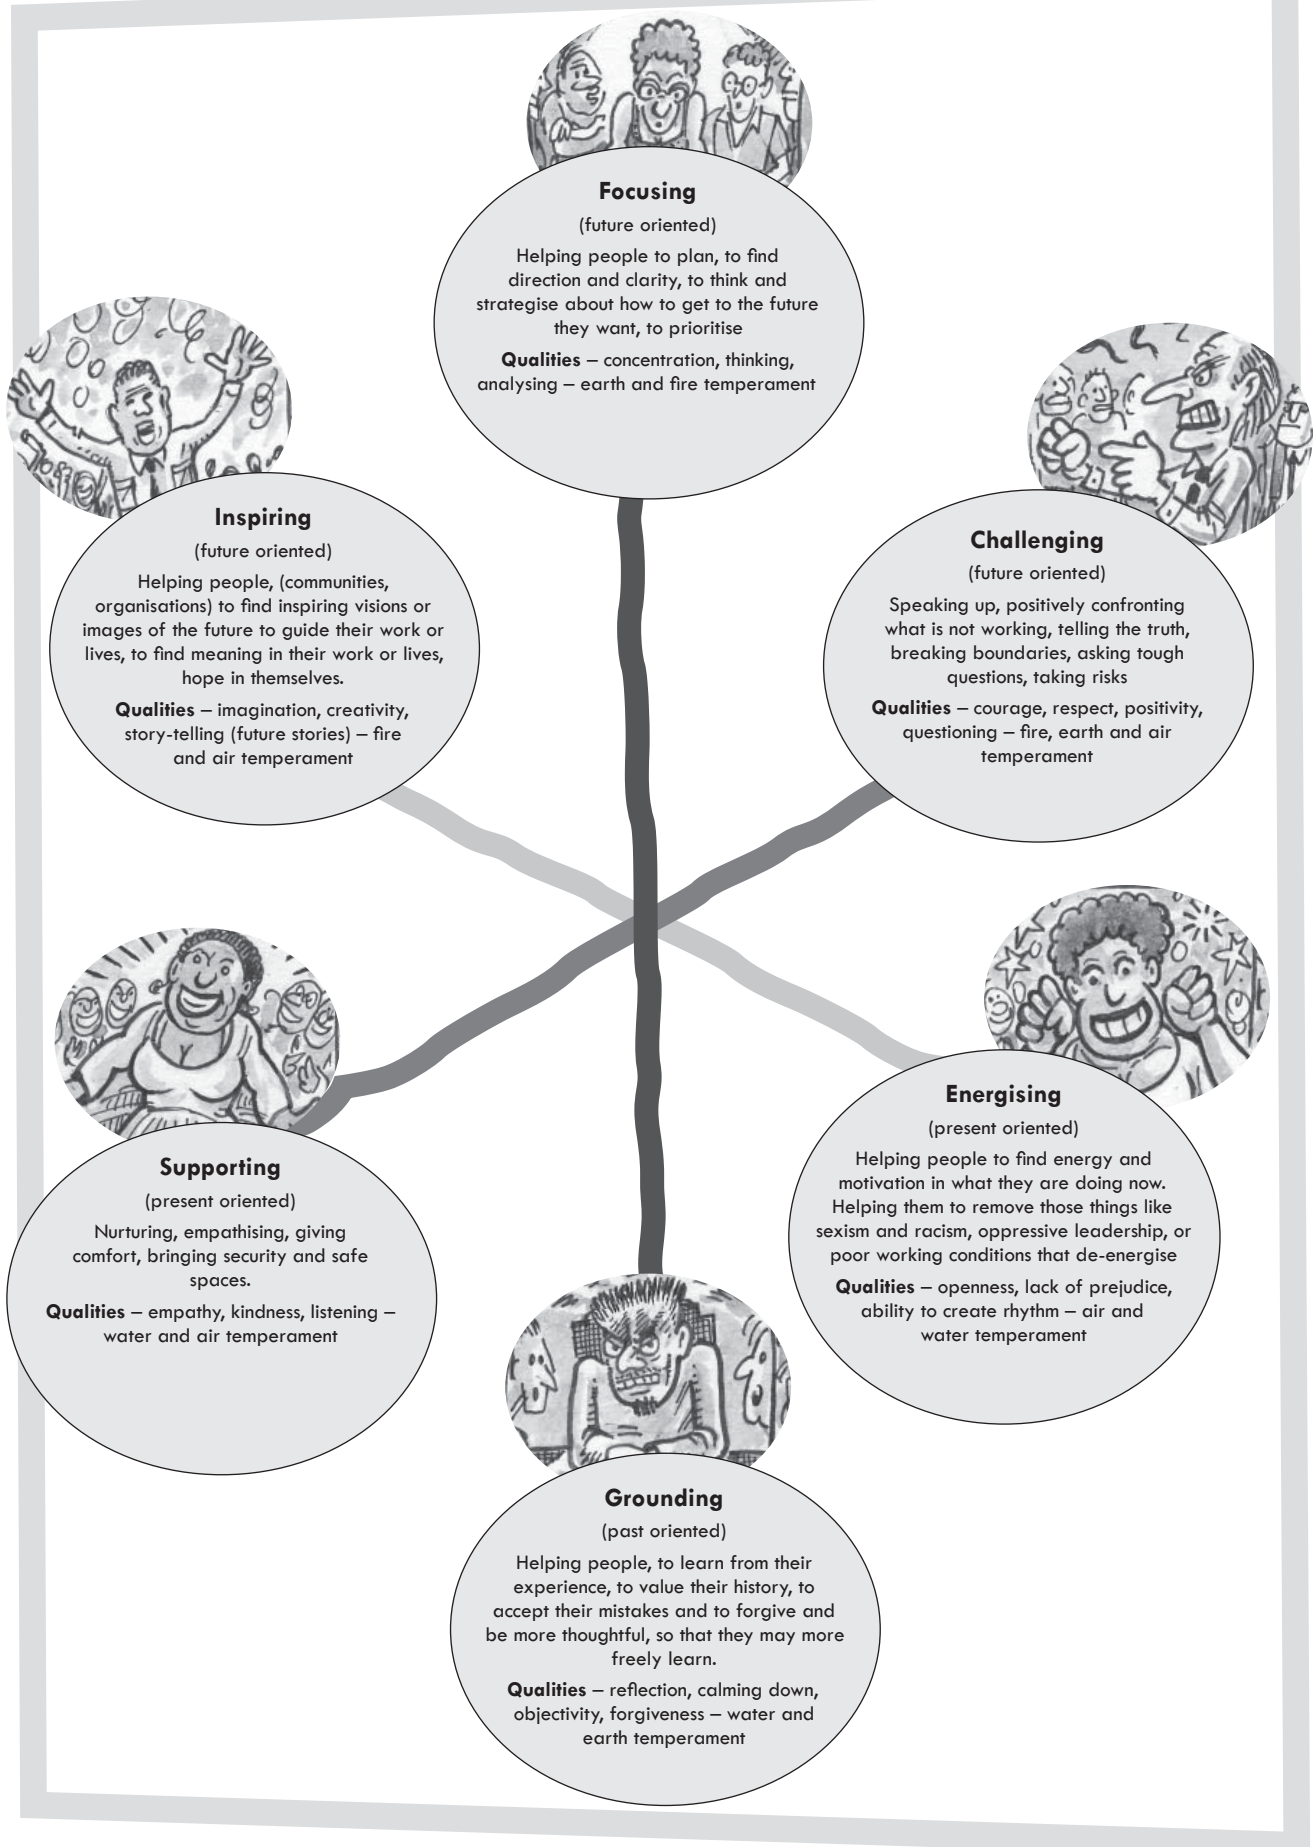 Focusing
(future oriented)
Helping people to plan, to find
direction and clarity, to think and
strategise about how to get to the future
they want, to prioritise
Qualities – concentration, thinking,
analysing – earth and fire temperament
Inspiring
(future oriented)
Helping people, (communities,
organisations) to find inspiring visions or
images of the future to guide their work or
lives, to find meaning in their work or lives,
hope in themselves.
Qualities – imagination, creativity,
story-telling (future stories) – fire
and air temperament
Challenging
(future oriented)
Speaking up, positively confronting
what is not working, telling the truth,
breaking boundaries, asking tough
questions, taking risks
Qualities – courage, respect, positivity,
questioning – fire, earth and air
temperament
Supporting
(present oriented)
Nurturing, empathising, giving
comfort, bringing security and safe
spaces.
Qualities – empathy, kindness, listening –
water and air temperament
Energising
(present oriented)
Helping people to find energy and
motivation in what they are doing now.
Helping them to remove those things like
sexism and racism, oppressive leadership, or
poor working conditions that de-energise
Qualities – openness, lack of prejudice,
ability to create rhythm – air and
water temperament
Grounding
(past oriented)
Helping people, to learn from their
experience, to value their history, to
accept their mistakes and to forgive and
be more thoughtful, so that they may more
freely learn.
Qualities – reflection, calming down,
objectivity, forgiveness – water and
earth temperament